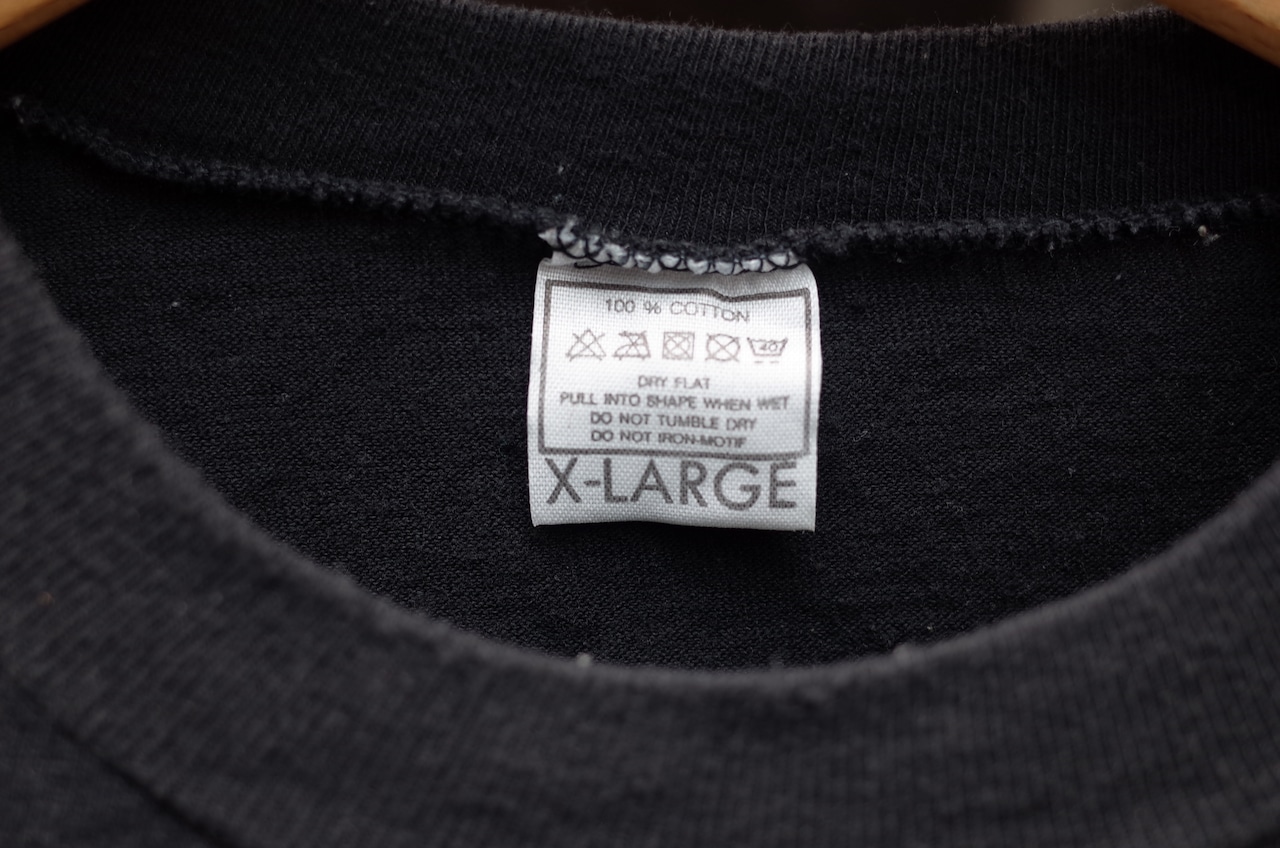 100 % COTTON
DRY FLAT
PULL INTO SHAPE WHEN WET
DO NOT TUMBLE DRY
DO NOT IRON-MOTIF
X-LARGE